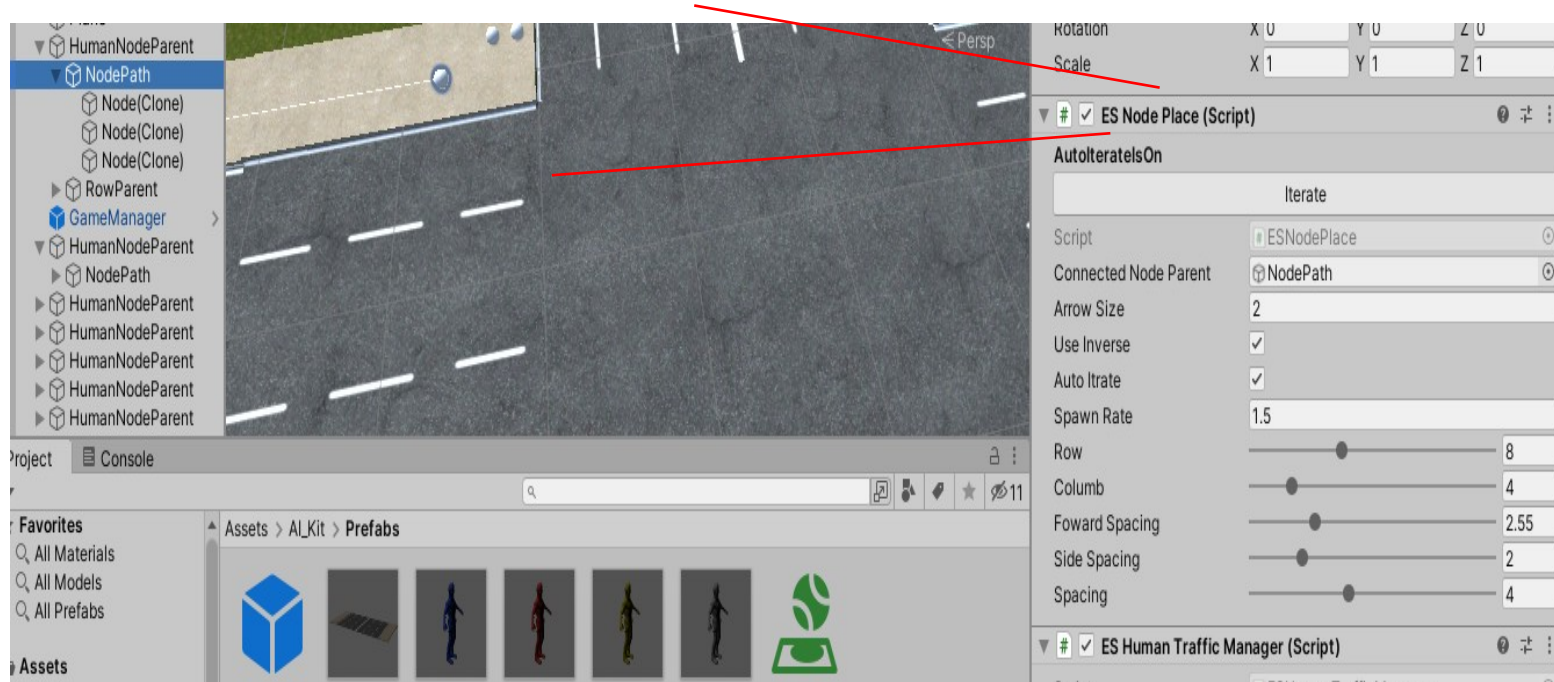 HumanNodeParent
NodePath
Node(Clone)
Node(Clone)
Node(Clone)
RowParent
GameManager
HumanNodeParent
NodePath
HumanNodeParent
HumanNodeParent
HumanNodeParent
HumanNodeParent
HumanNodeParent
Persp
Rotation X 0 Y 0 Z 0
Scale X 1 Y 1 Z 1
# ES Node Place (Script)
AutoIterateIsOn
Iterate
Script # ESNodePlace
Connected Node Parent NodePath
Arrow Size 2
Use Inverse
Auto Itrate
Spawn Rate 1.5
Row 8
Columb 4
Foward Spacing 2.55
Side Spacing 2
Spacing 4
# ES Human Traffic Manager (Script)
Project Console
11
Favorites
All Materials
All Models
All Prefabs
Assets
Assets > AI_Kit > Prefabs